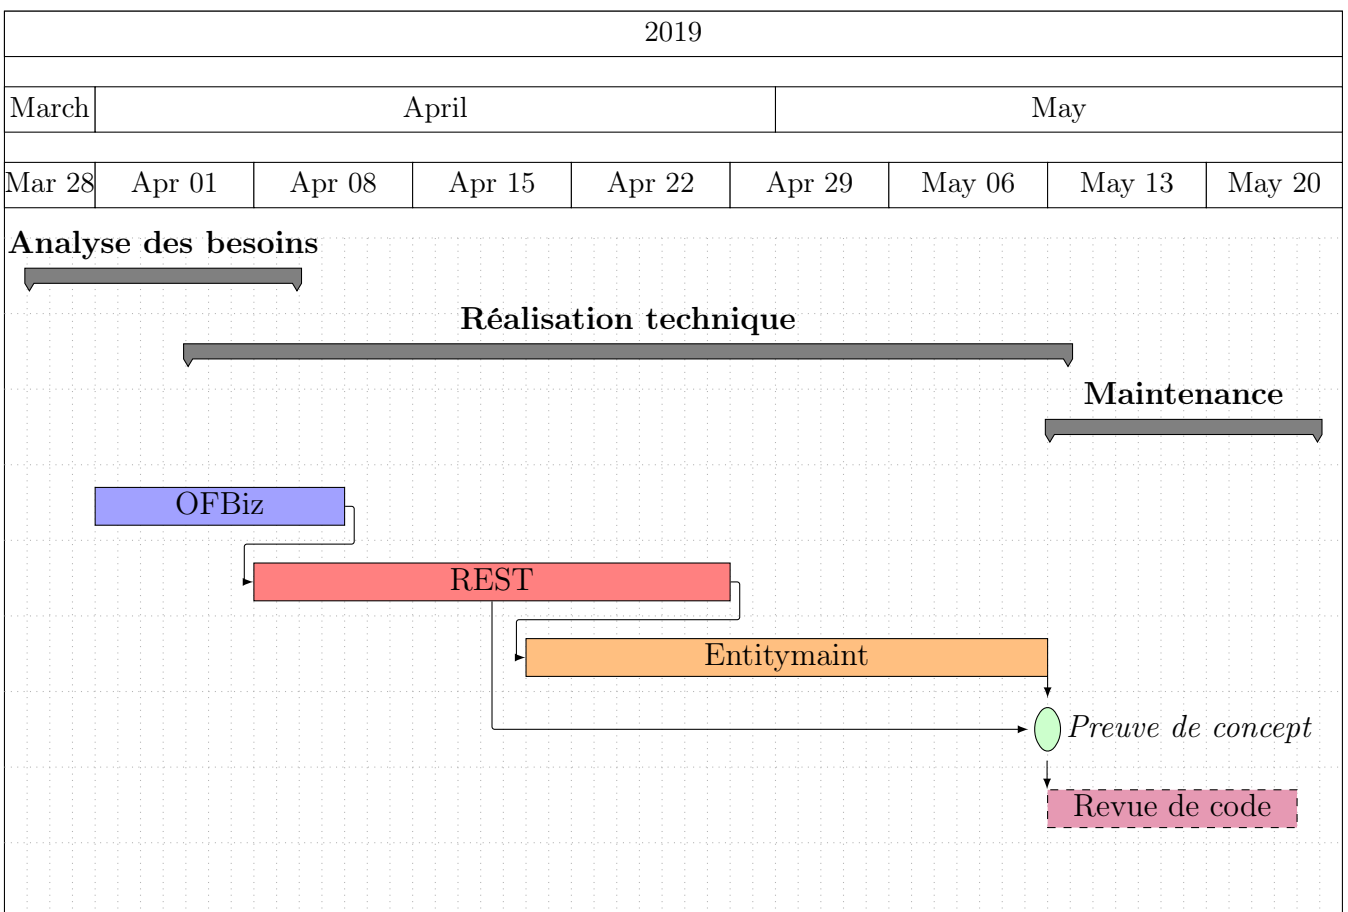 2019
March April May
Mar 28 Apr 01 Apr 08 Apr 15 Apr 22 Apr 29 May 06 May 13 May 20
Analyse des besoins
Réalisation technique
Maintenance
OFBiz
REST
Entitymaint
Preuve de concept
Revue de code